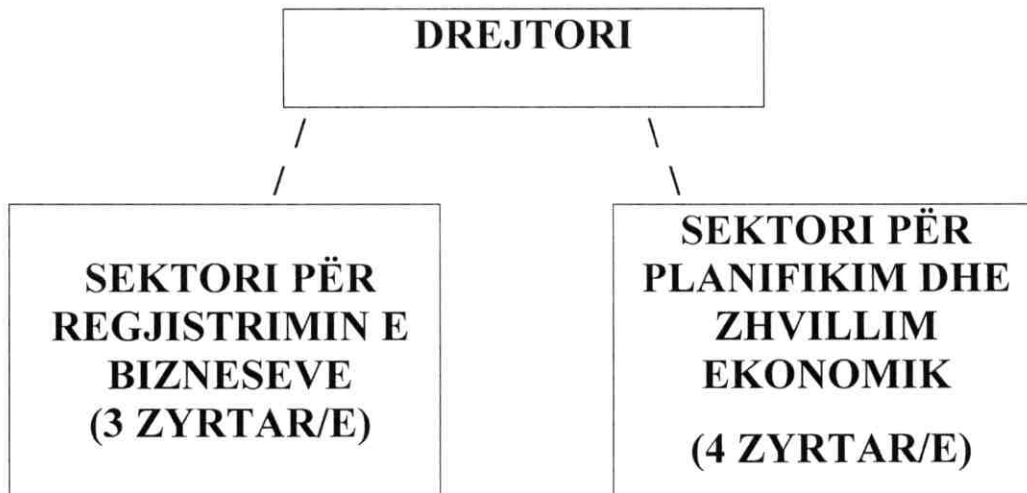 DREJTORI
SEKTORI PËR
REGJISTRIMIN E
BIZNESEVE
(3 ZYRTAR/E)
SEKTORI PËR
PLANIFIKIM DHE
ZHVILLIM
EKONOMIK
(4 ZYRTAR/E)